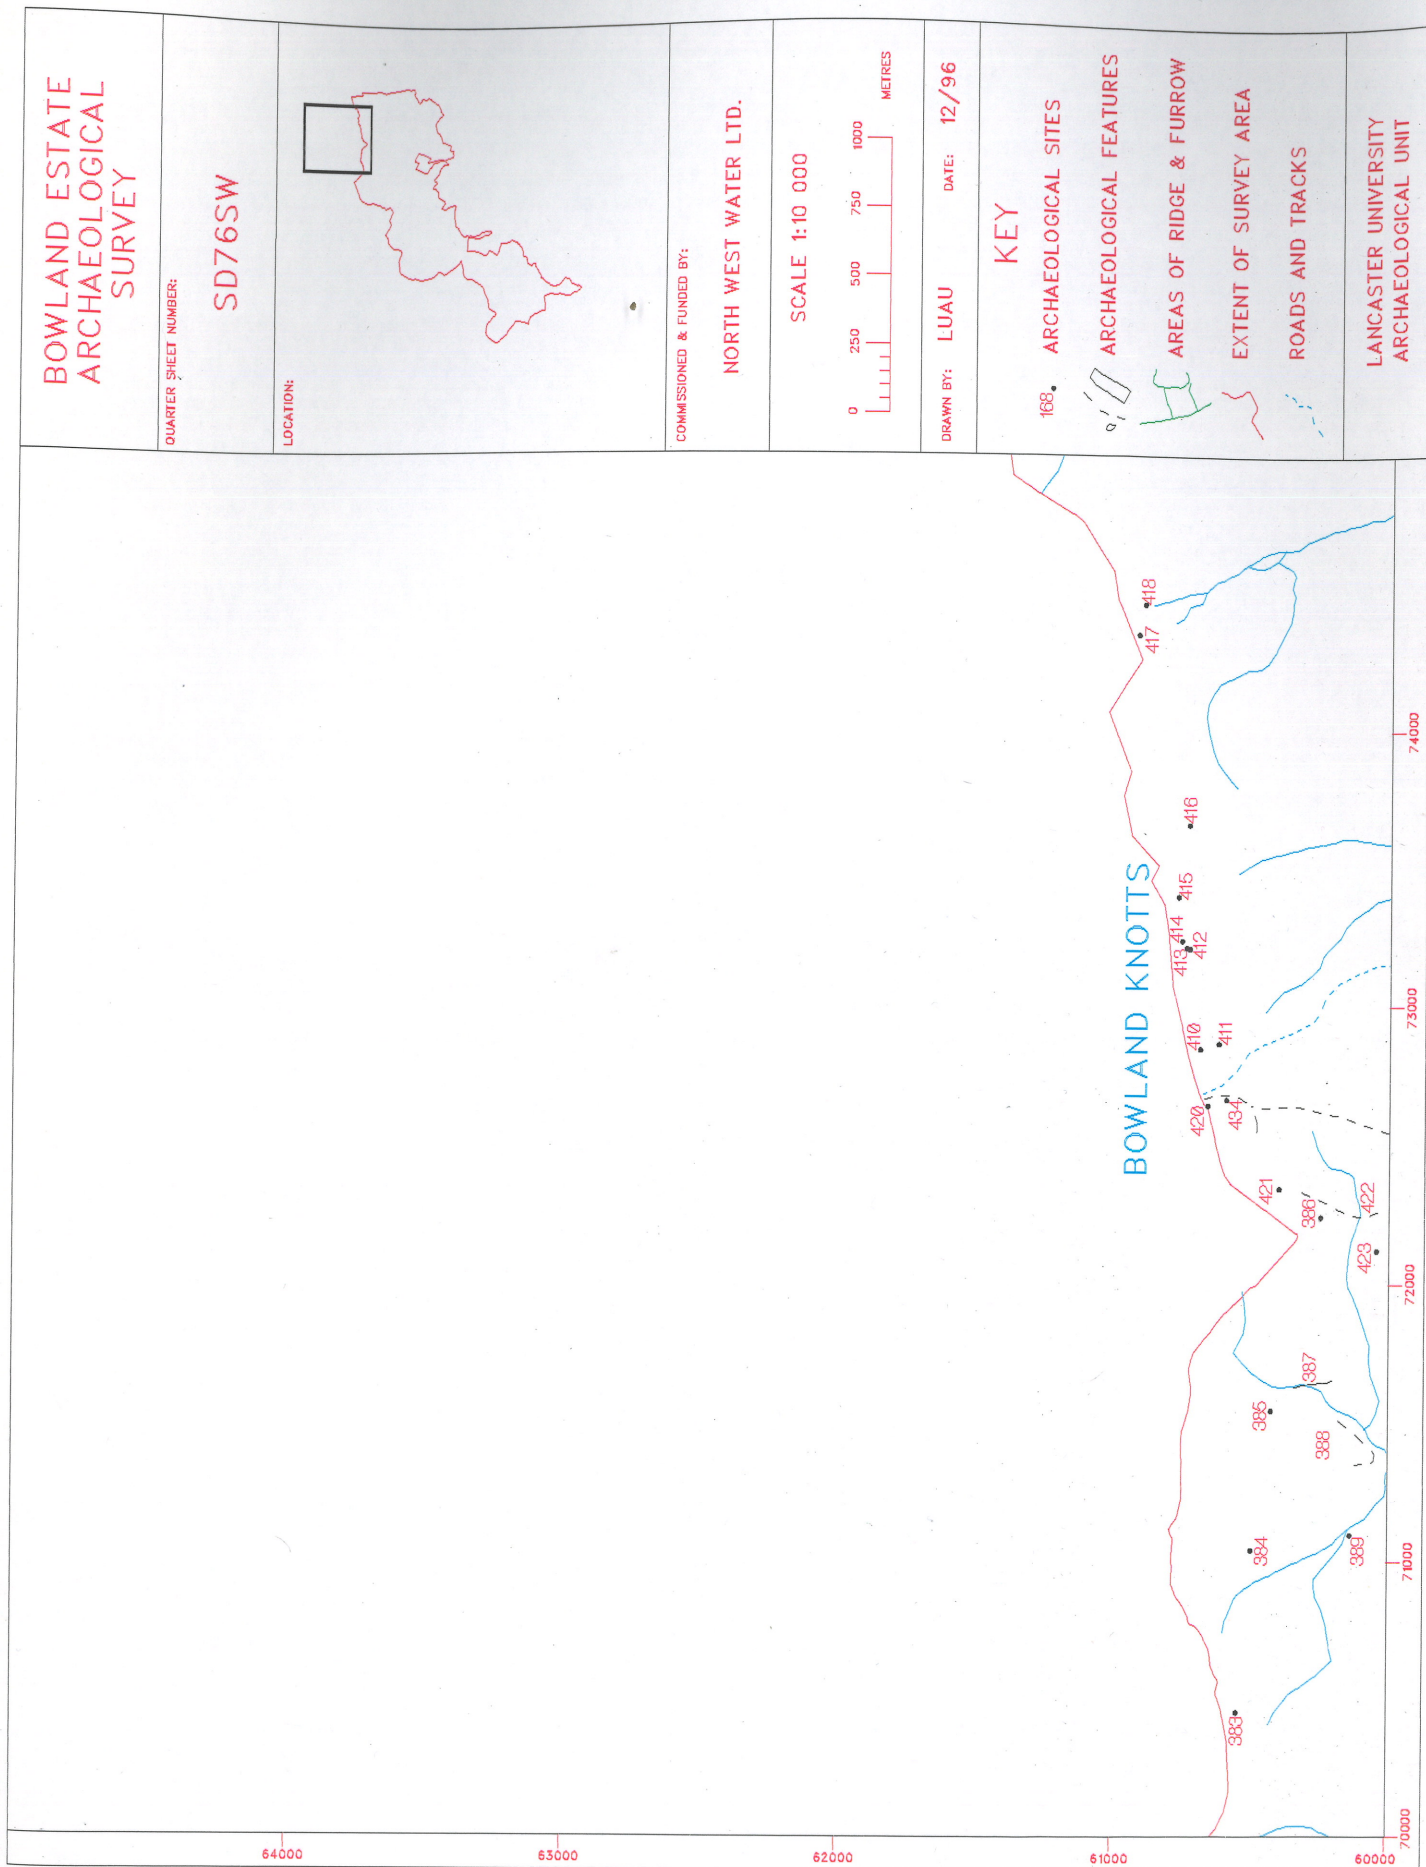 BOWLAND ESTATE
ARCHAEOLOGICAL
SURVEY
QUARTER SHEET NUMBER:
SD76SW
LOCATION:
COMMISSIONED & FUNDED BY:
NORTH WEST WATER LTD.
SCALE 1:10 000
0 250 500 750 1000 METRES
DRAWN BY: LUAU DATE: 12/96
KEY
168 ARCHAEOLOGICAL SITES
ARCHAEOLOGICAL FEATURES
AREAS OF RIDGE & FURROW
EXTENT OF SURVEY AREA
ROADS AND TRACKS
LANCASTER UNIVERSITY
ARCHAEOLOGICAL UNIT
64000
63000
62000
61000
60000
BOWLAND KNOTTS
418
417
416
415
414
413
412
410
411
420
434
421
386
422
423
387
385
388
384
389
383
70000
71000
72000
73000
74000